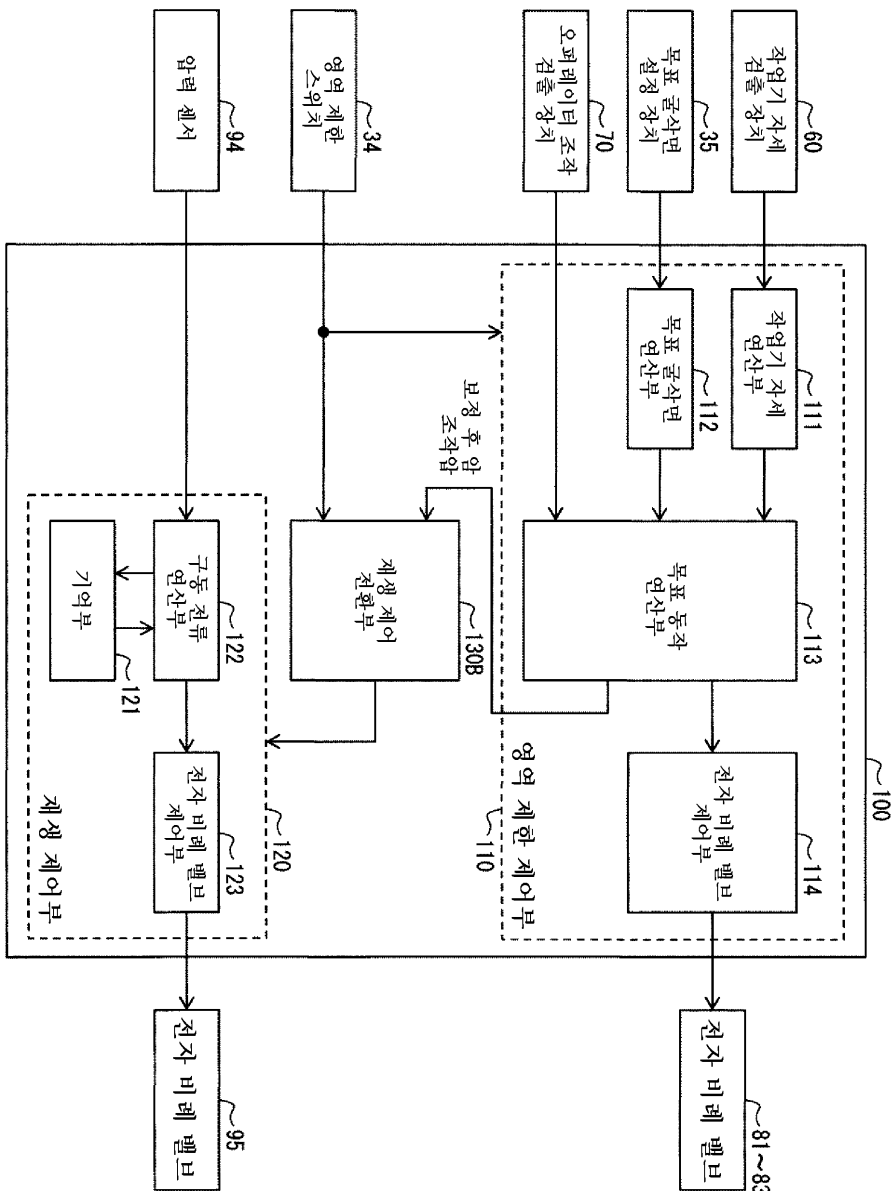 100
60
작업기 자세
검출 장치
111
작업기 자세
연산부
35
목표 굴삭면
설정 장치
112
목표 굴삭면
연산부
70
오퍼레이터 조작
검출 장치
113
목표 동작
연산부
114
전자 비례 밸브
제어부
81~83
전자 비례 밸브
110
영역 제한 제어부
보정 후 암
조작압
34
영역 제한
스위치
130B
재생 제어
전환부
120
94
압력 센서
122
구동 전류
연산부
121
기억부
123
전자 비례 밸브
제어부
재생 제어부
95
전자 비례 밸브